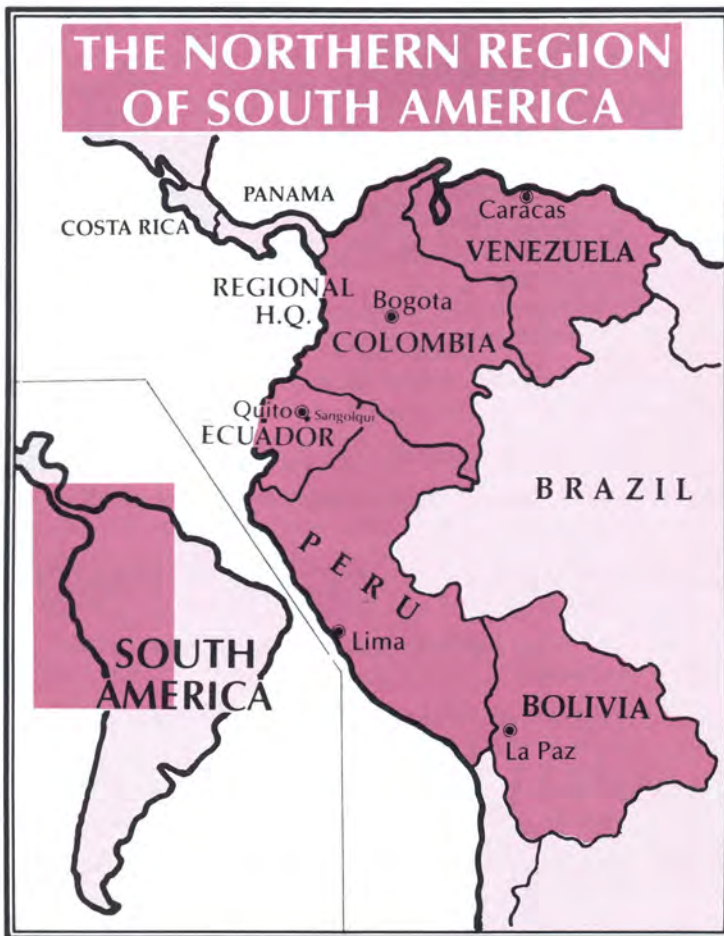 THE NORTHERN REGION
OF SOUTH AMERICA
PANAMA
COSTA RICA
Caracas
VENEZUELA
REGIONAL
H.Q.
Bogota
COLOMBIA
Quito
Sangolqui
ECUADOR
BRAZIL
PERU
Lima
SOUTH
AMERICA
BOLIVIA
La Paz